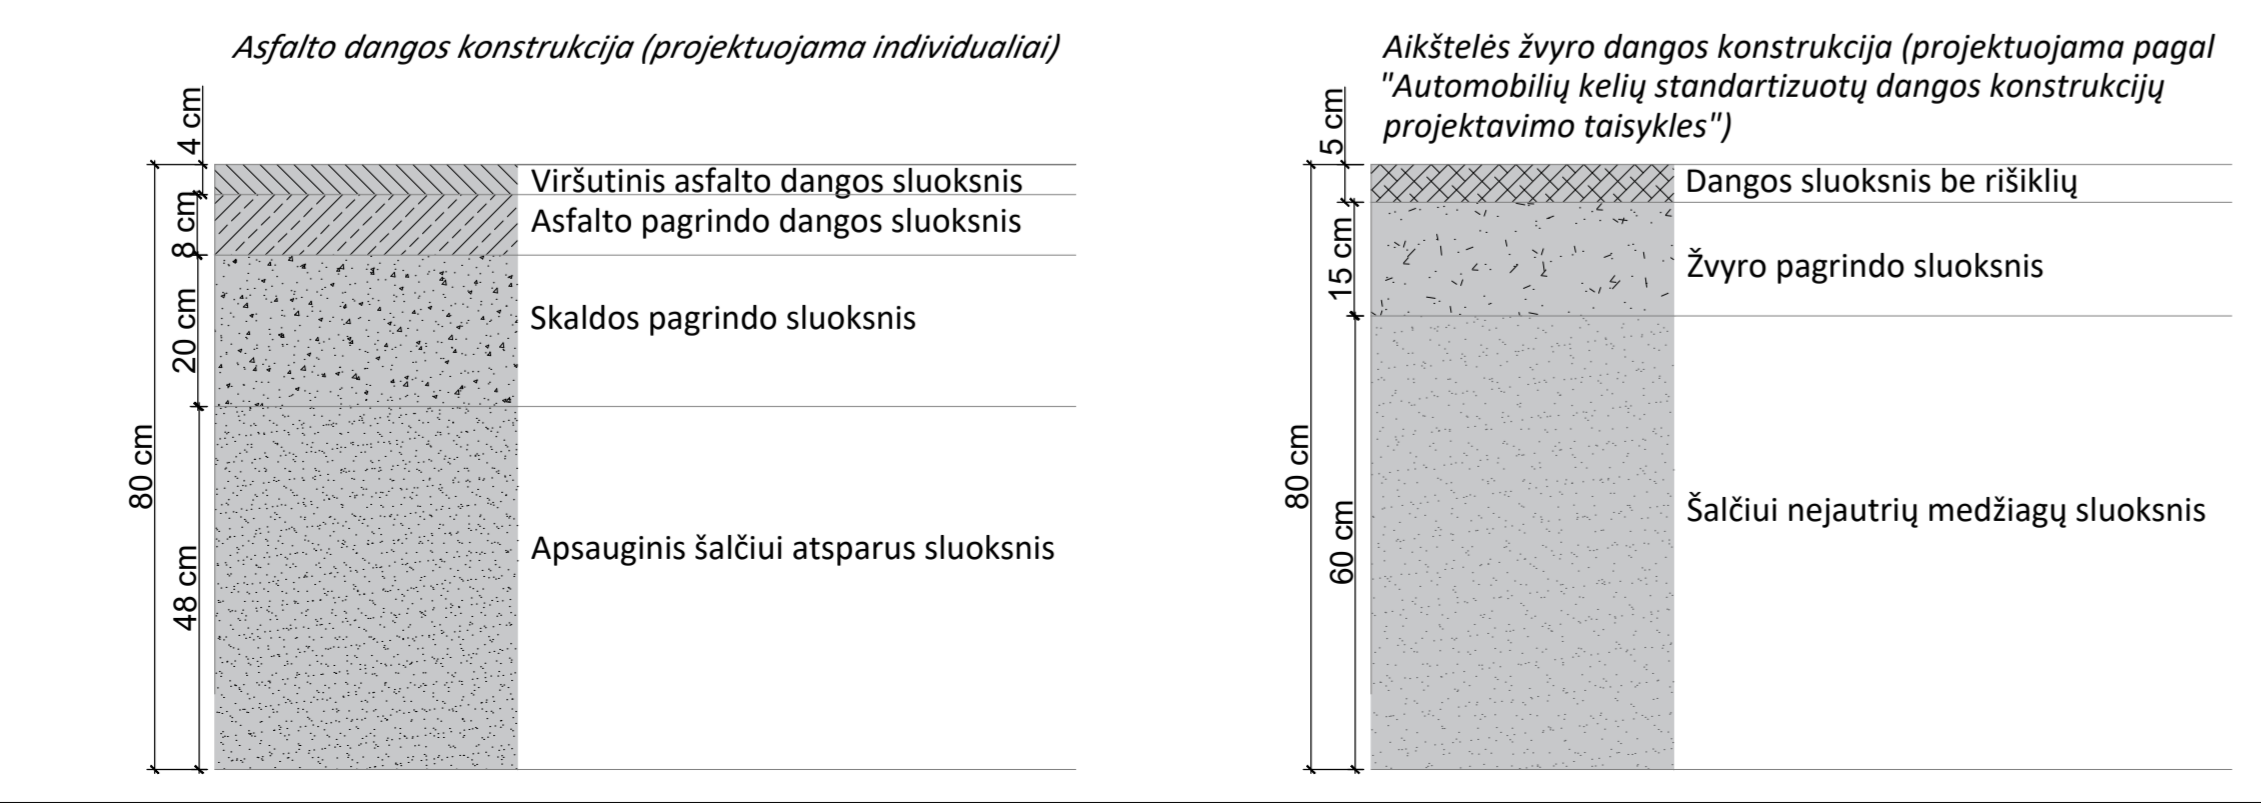 Asfalto dangos konstrukcija (projektuojama individualiai)
4 cm
8 cm
20 cm
48 cm
80 cm
Viršutinis asfalto dangos sluoksnis
Asfalto pagrindo dangos sluoksnis
Skaldos pagrindo sluoksnis
Apsauginis šalčiui atsparus sluoksnis
Aikštelės žvyro dangos konstrukcija (projektuojama pagal
"Automobilių kelių standartizuotų dangos konstrukcijų
projektavimo taisykles")
5 cm
15 cm
60 cm
80 cm
Dangos sluoksnis be rišiklių
Žvyro pagrindo sluoksnis
Šalčiui nejautrių medžiagų sluoksnis